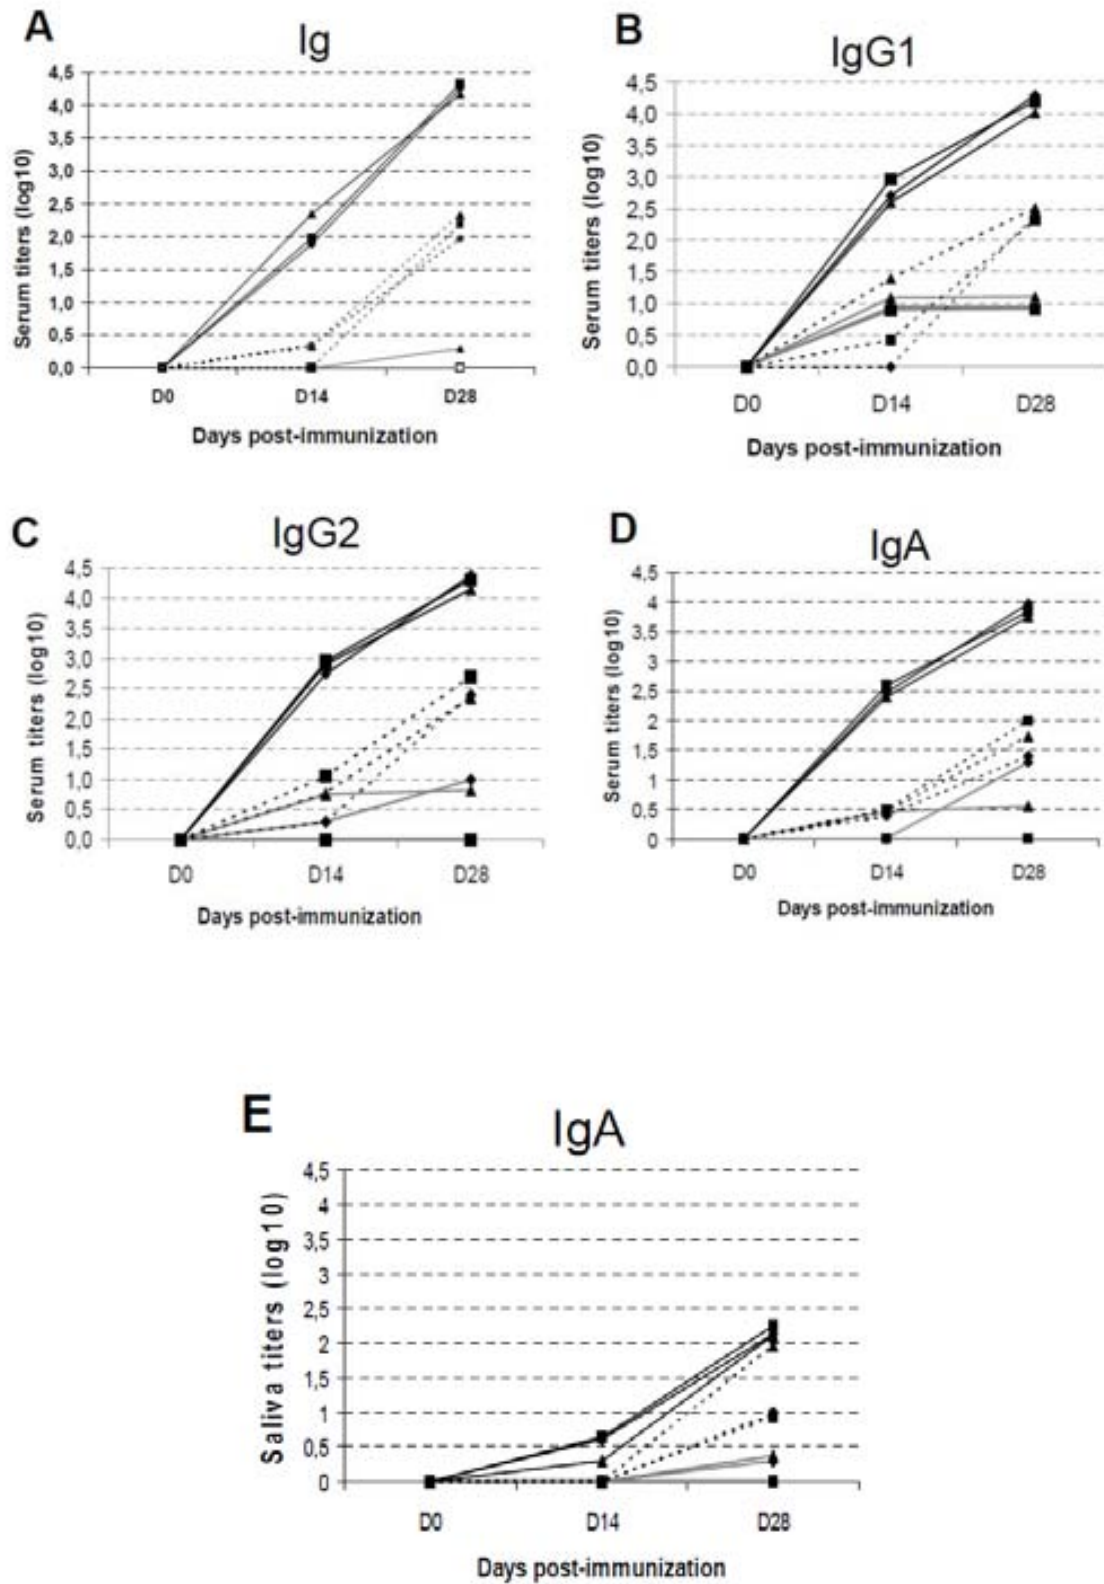 A
Ig
Serum titers (log10)
4,5
4,0
3,5
3,0
2,5
2,0
1,5
1,0
0,5
0,0
D0 D14 D28
Days post-immunization
B
IgG1
Serum titers (log10)
4,5
4,0
3,5
3,0
2,5
2,0
1,5
1,0
0,5
0,0
D0 D14 D28
Days post-immunization
C
IgG2
Serum titers (log10)
4,5
4,0
3,5
3,0
2,5
2,0
1,5
1,0
0,5
0,0
D0 D14 D28
Days post-immunization
D
IgA
Serum titers (log10)
4,5
4
3,5
3
2,5
2
1,5
1
0,5
0
D0 D14 D28
Days post-immunization
E
IgA
Saliva titers (log10)
4,5
4
3,5
3
2,5
2
1,5
1
0,5
0
D0 D14 D28
Days post-immunization